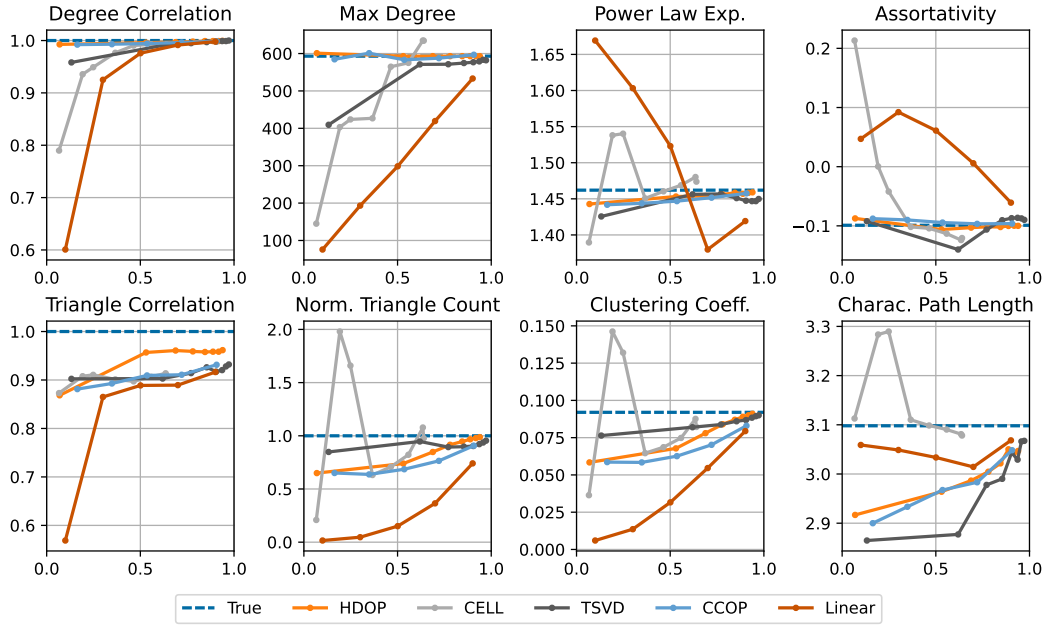 Degree Correlation
1.0
0.9
0.8
0.7
0.6
0.0 0.5 1.0
Max Degree
600
500
400
300
200
100
0.0 0.5 1.0
Power Law Exp.
1.65
1.60
1.55
1.50
1.45
1.40
0.0 0.5 1.0
Assortativity
0.2
0.1
0.0
−0.1
0.0 0.5 1.0
Triangle Correlation
1.0
0.9
0.8
0.7
0.6
0.0 0.5 1.0
Norm. Triangle Count
2.0
1.5
1.0
0.5
0.0
0.0 0.5 1.0
Clustering Coeff.
0.150
0.125
0.100
0.075
0.050
0.025
0.000
0.0 0.5 1.0
Charac. Path Length
3.3
3.2
3.1
3.0
2.9
0.0 0.5 1.0
True HDOP CELL TSVD CCOP Linear